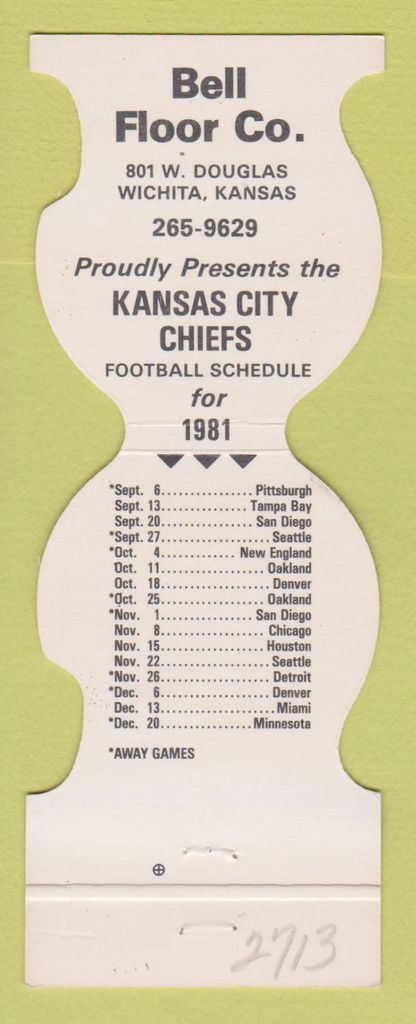 Bell
Floor Co.
801 W. DOUGLAS
WICHITA, KANSAS
265-9629
Proudly Presents the
KANSAS CITY
CHIEFS
FOOTBALL SCHEDULE
for
1981
*Sept. 6................Pittsburgh
Sept. 13................Tampa Bay
Sept. 20...............San Diego
*Sept. 27..................Seattle
*Oct. 4............. New England
Oct. 11..................Oakland
Oct. 18...................Denver
*Oct. 25..................Oakland
*Nov. 1................San Diego
Nov. 8..................Chicago
Nov. 15..................Houston
Nov. 22...................Seattle
*Nov. 26...................Detroit
*Dec. 6...................Denver
Dec. 13....................Miami
*Dec. 20................Minnesota
*AWAY GAMES
2713